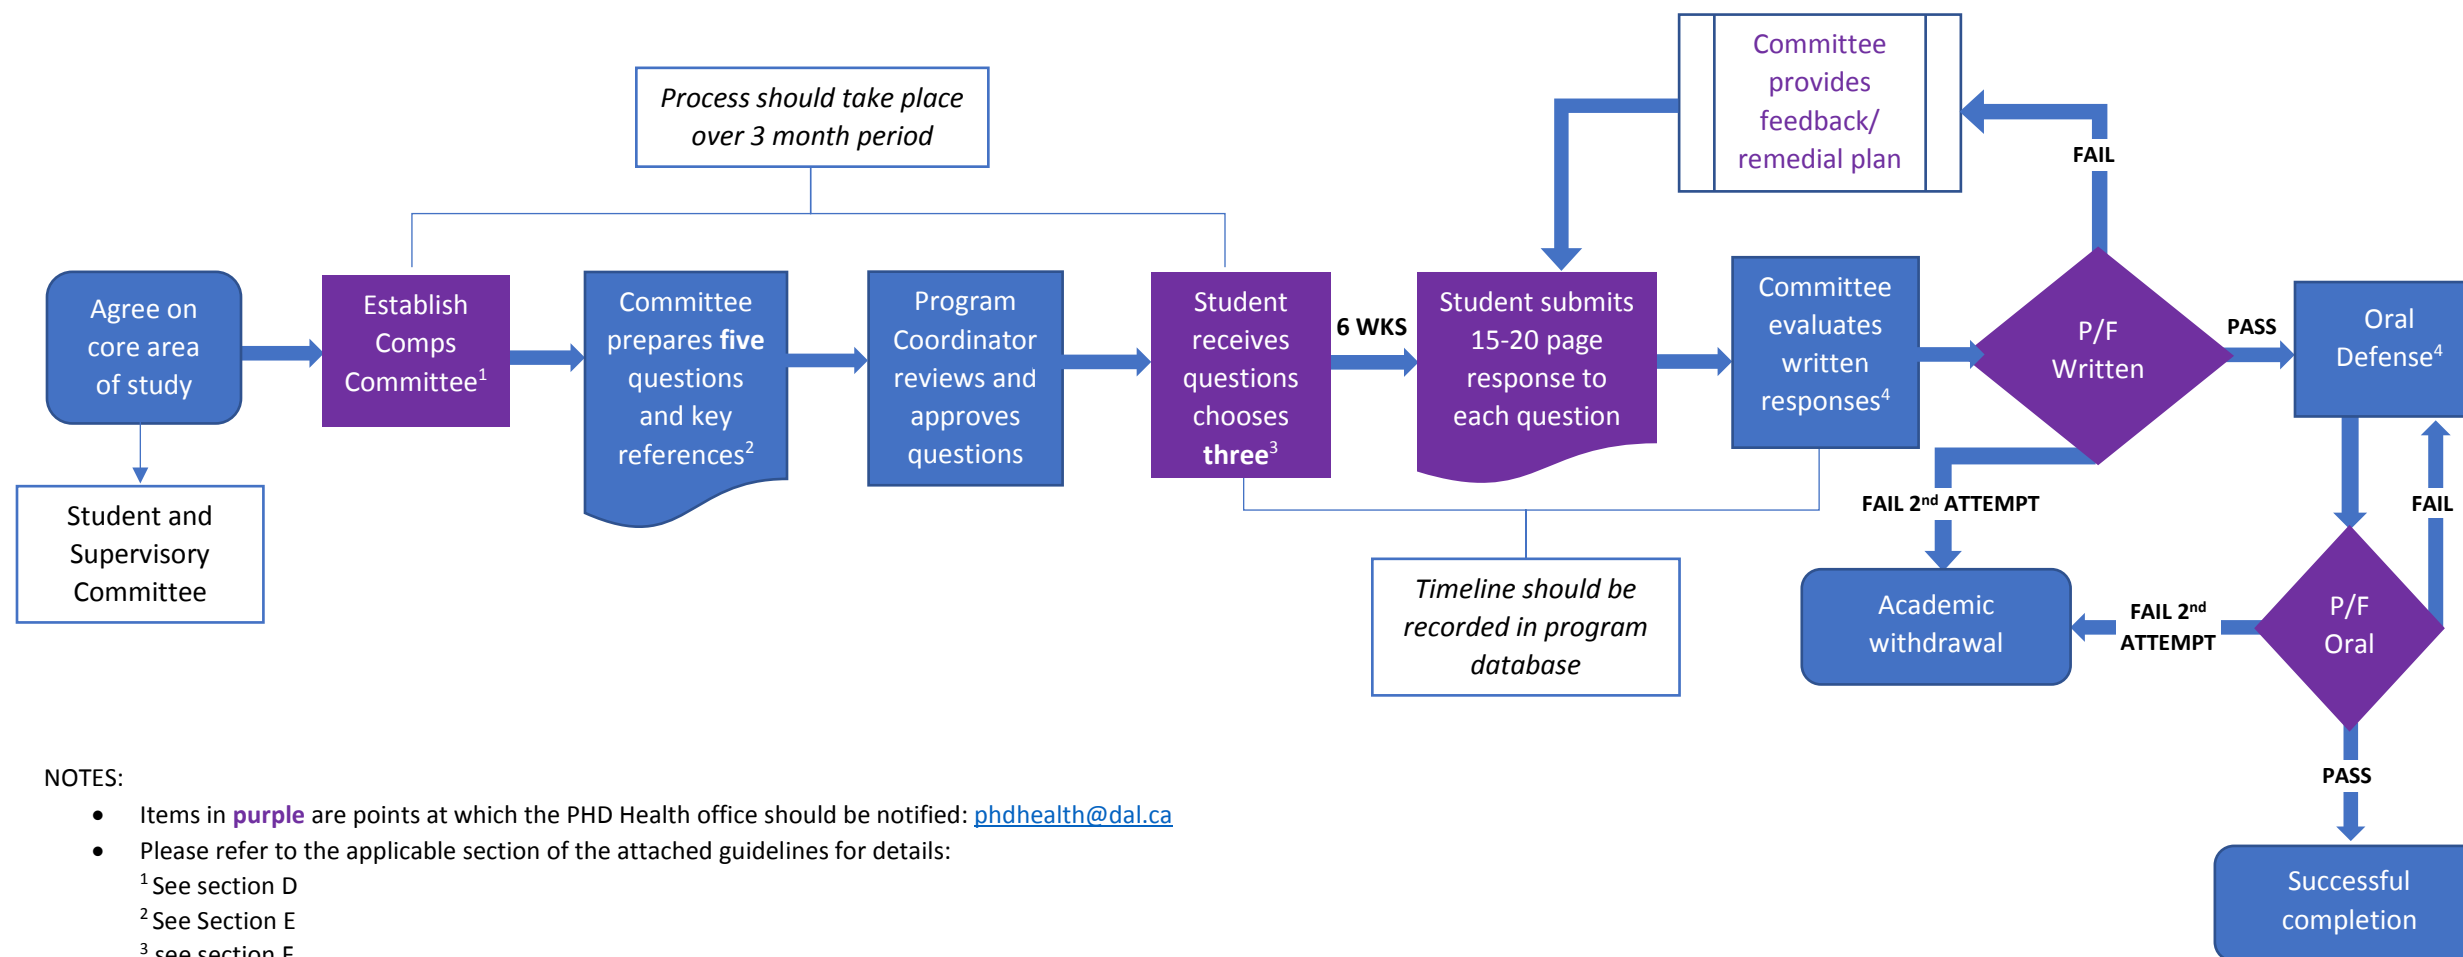 Committee
provides
feedback/
remedial plan
Process should take place
over 3 month period
FAIL
Agree on
core area
of study
Establish
Comps
Committee1
Committee
prepares five
questions
and key
references2
Program
Coordinator
reviews and
approves
questions
Student
receives
questions
chooses
three3
6 WKS
Student submits
15-20 page
response to
each question
Committee
evaluates
written
responses4
P/F
Written
PASS
Oral
Defense4
Student and
Supervisory
Committee
FAIL 2nd ATTEMPT
FAIL
Timeline should be
recorded in program
database
Academic
withdrawal
FAIL 2nd
ATTEMPT
P/F
Oral
PASS
Successful
completion
NOTES:
• Items in purple are points at which the PHD Health office should be notified: phdhealth@dal.ca
• Please refer to the applicable section of the attached guidelines for details:
1 See section D
2 See Section E
3 see section